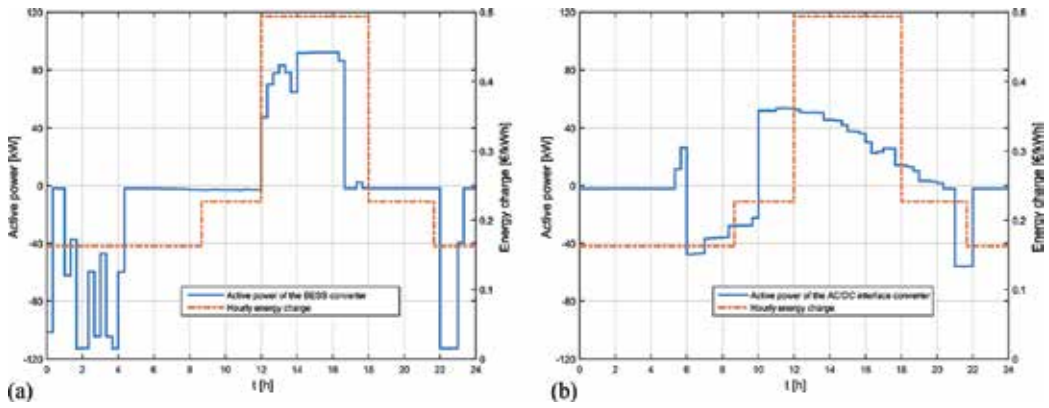 120
80
40
0
-40
-80
-120
Active power [kW]
0.5
0.4
0.3
0.2
0.1
0
Energy charge [€/kWh]
Active power of the BESS converter
Hourly energy charge
0 2 4 6 8 10 12 14 16 18 20 22 24
t [h]
(a)
120
80
40
0
-40
-80
-120
Active power [kW]
0.5
0.4
0.3
0.2
0.1
0
Energy charge [€/kWh]
Active power of the AC/DC interface converter
Hourly energy charge
0 2 4 6 8 10 12 14 16 18 20 22 24
t [h]
(b)